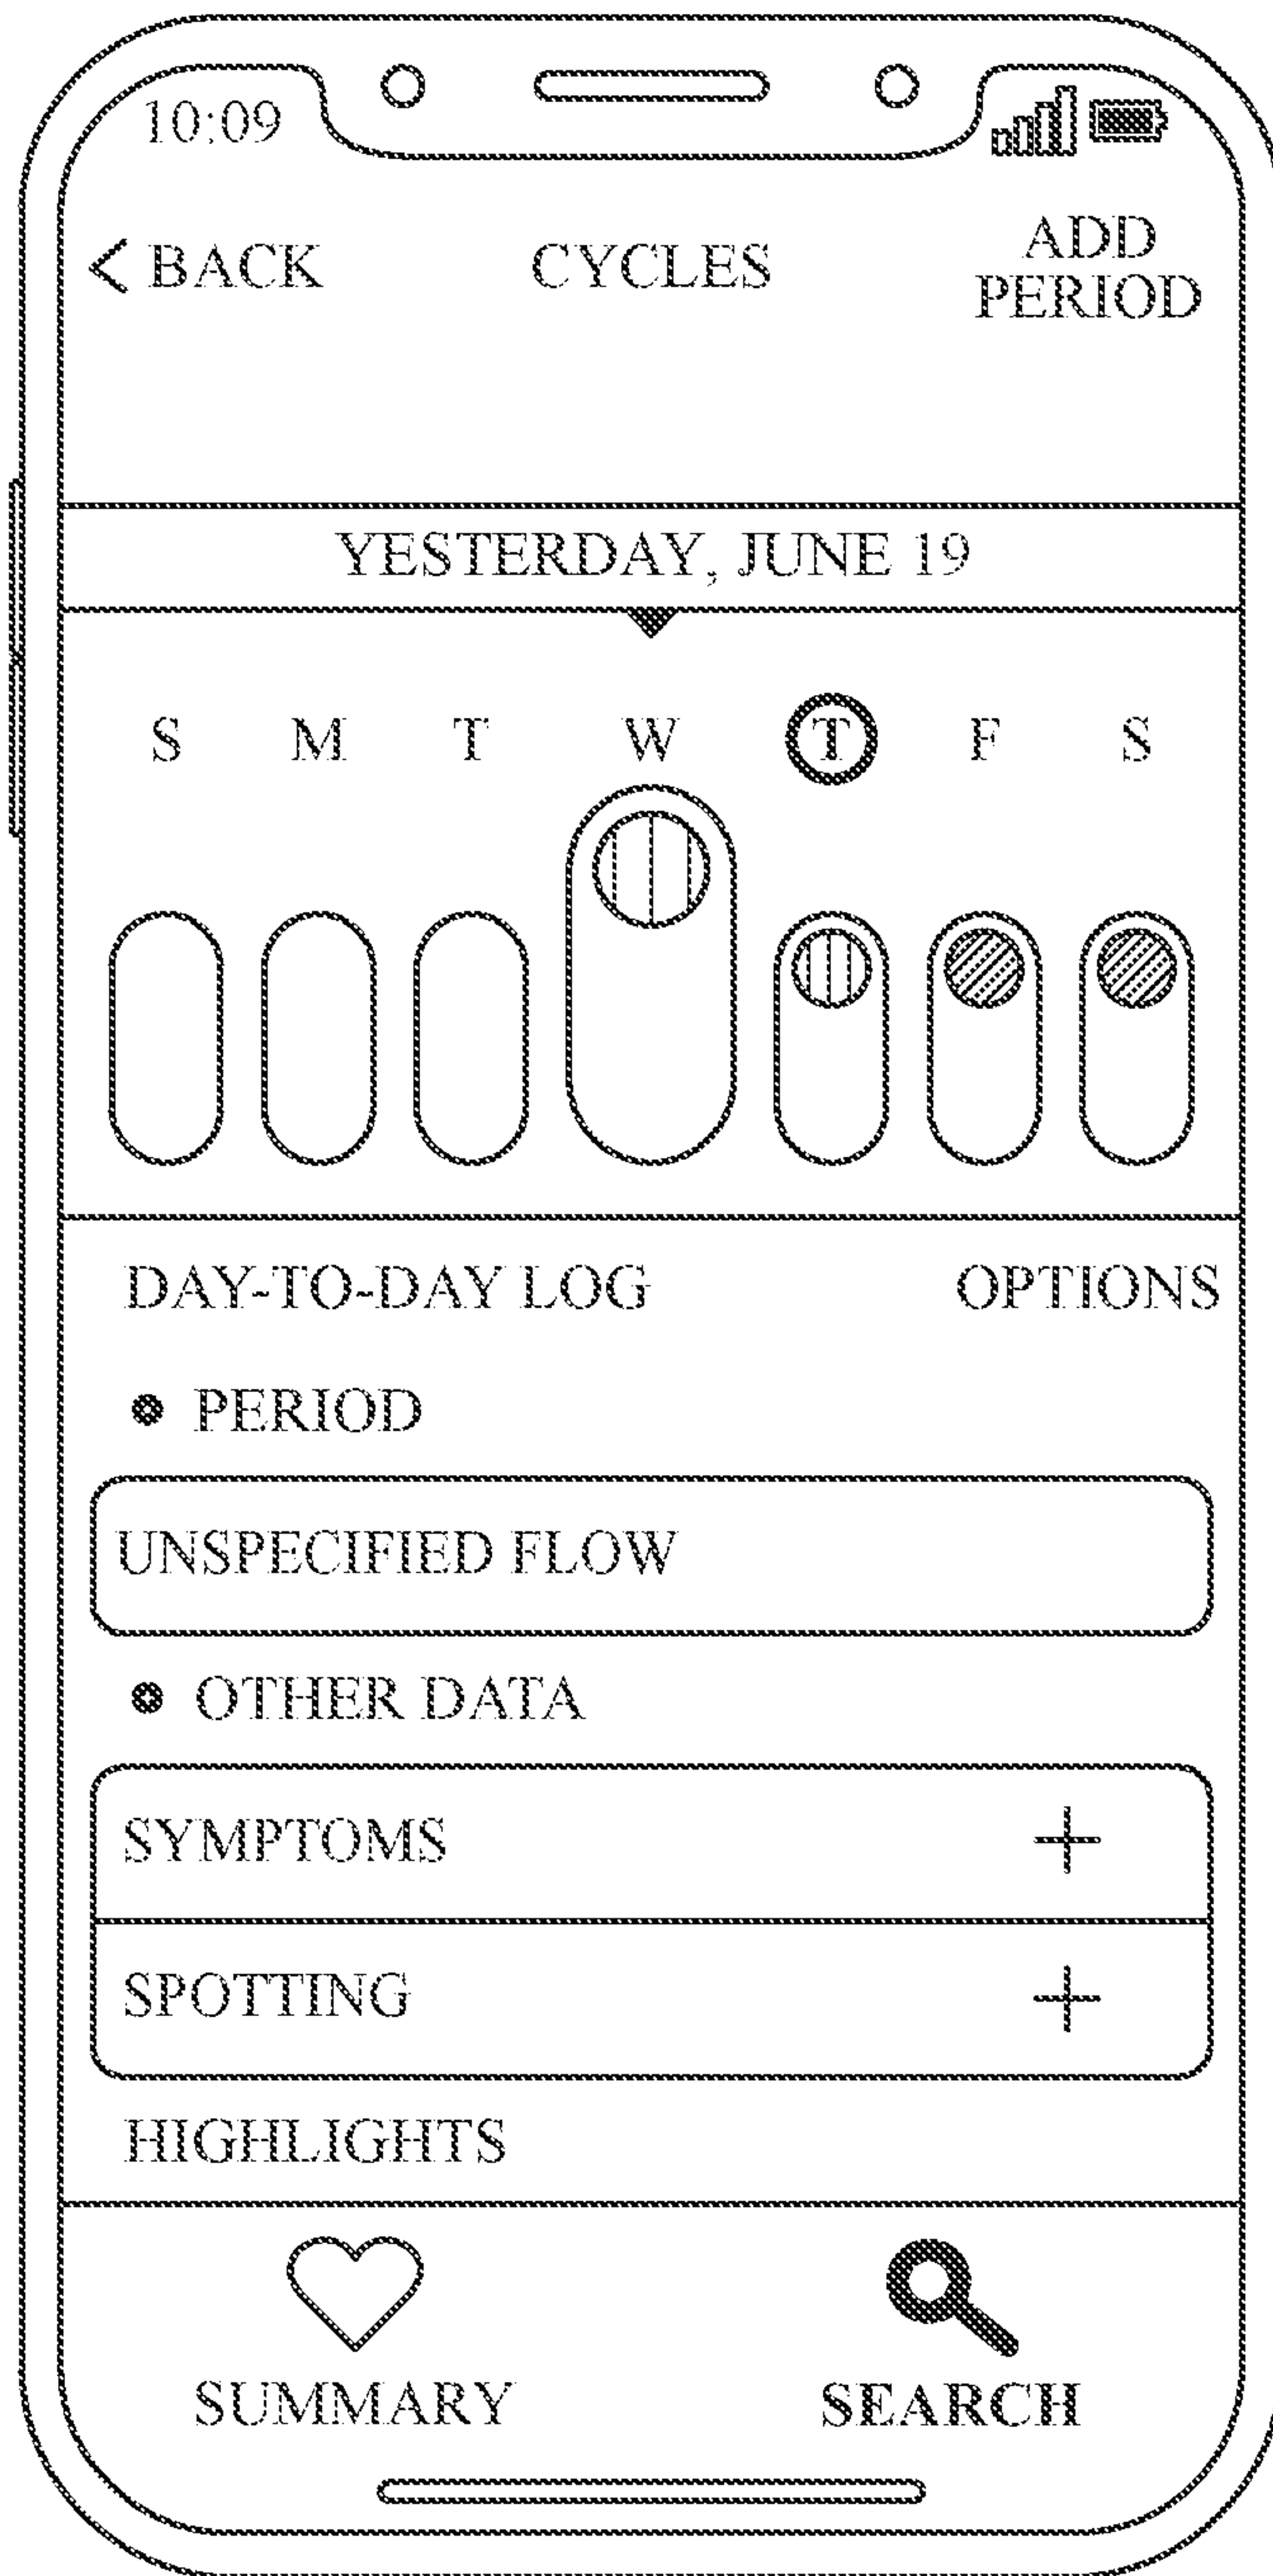 10:09
< BACK CYCLES ADD PERIOD
YESTERDAY, JUNE 19
S M T W T F S
DAY-TO-DAY LOG OPTIONS
PERIOD
UNSPECIFIED FLOW
OTHER DATA
SYMPTOMS +
SPOTTING +
HIGHLIGHTS
SUMMARY SEARCH